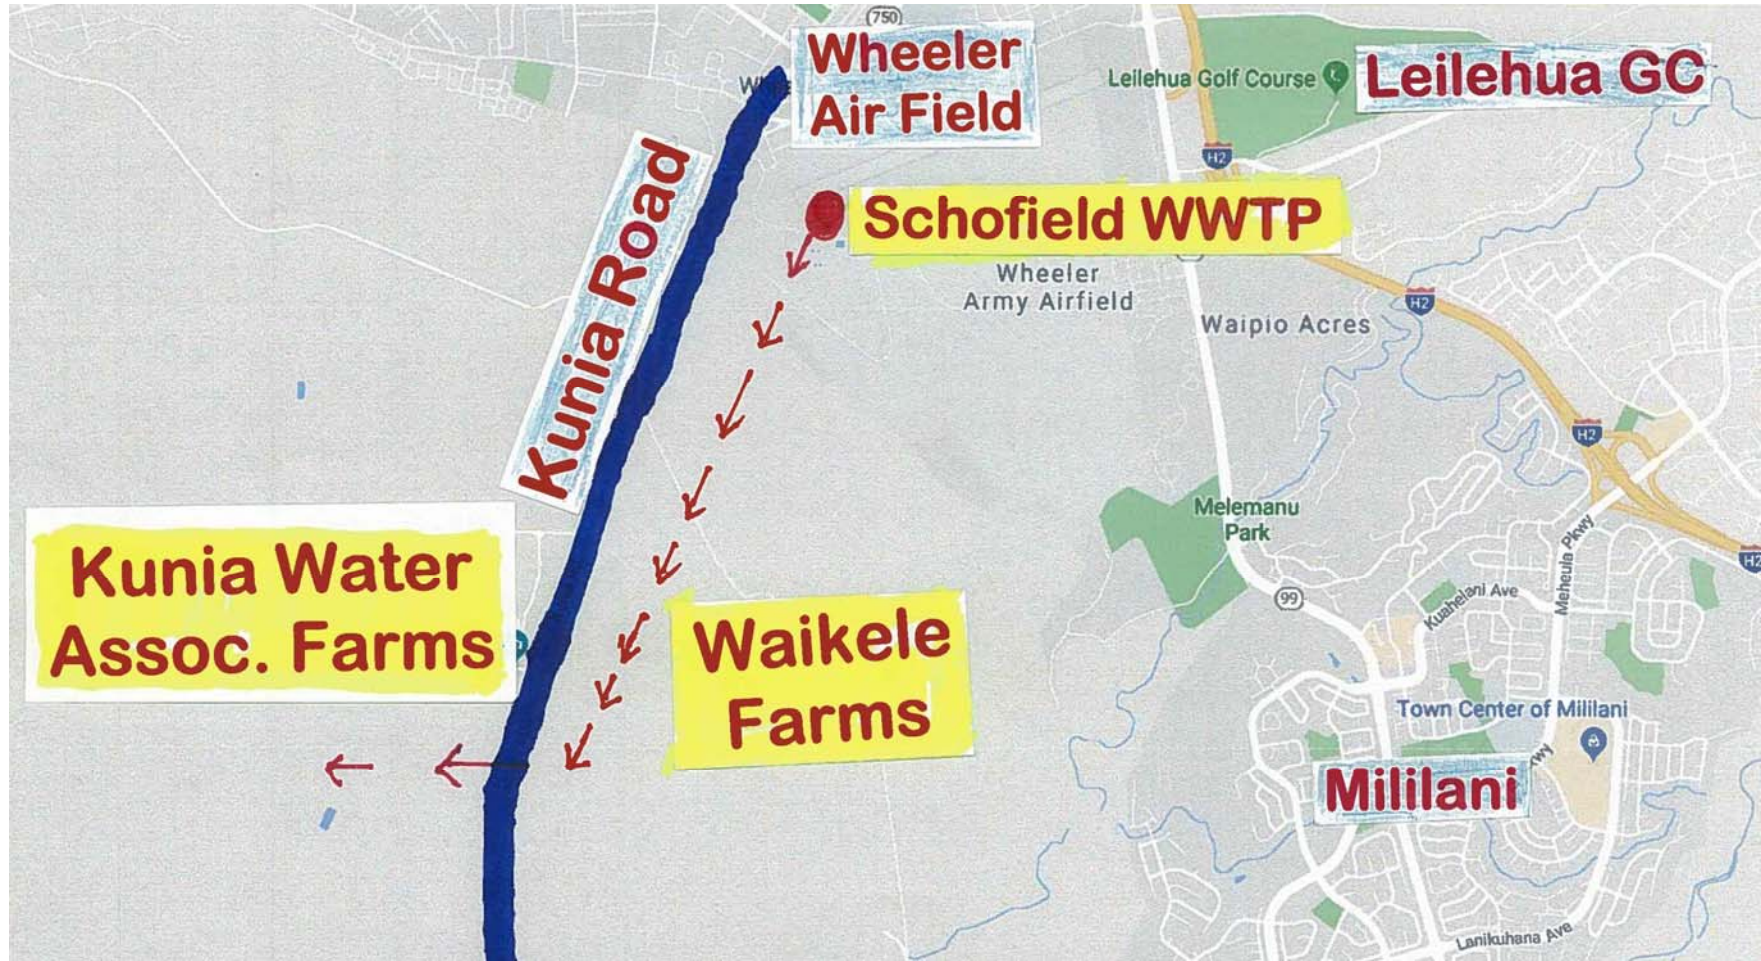 750
Wheeler
Air Field
Leilehua Golf Course
Leilehua GC
H2
Kunia Road
Schofield WWTP
Wheeler
Army Airfield
H2
Waipio Acres
H2
Melemanu
Park
Meheula Pkwy
H2
Kunia Water
Assoc. Farms
99
Kuahelani Ave
Waikele
Farms
Town Center of Mililani
Mililani
Lanikuhana Ave